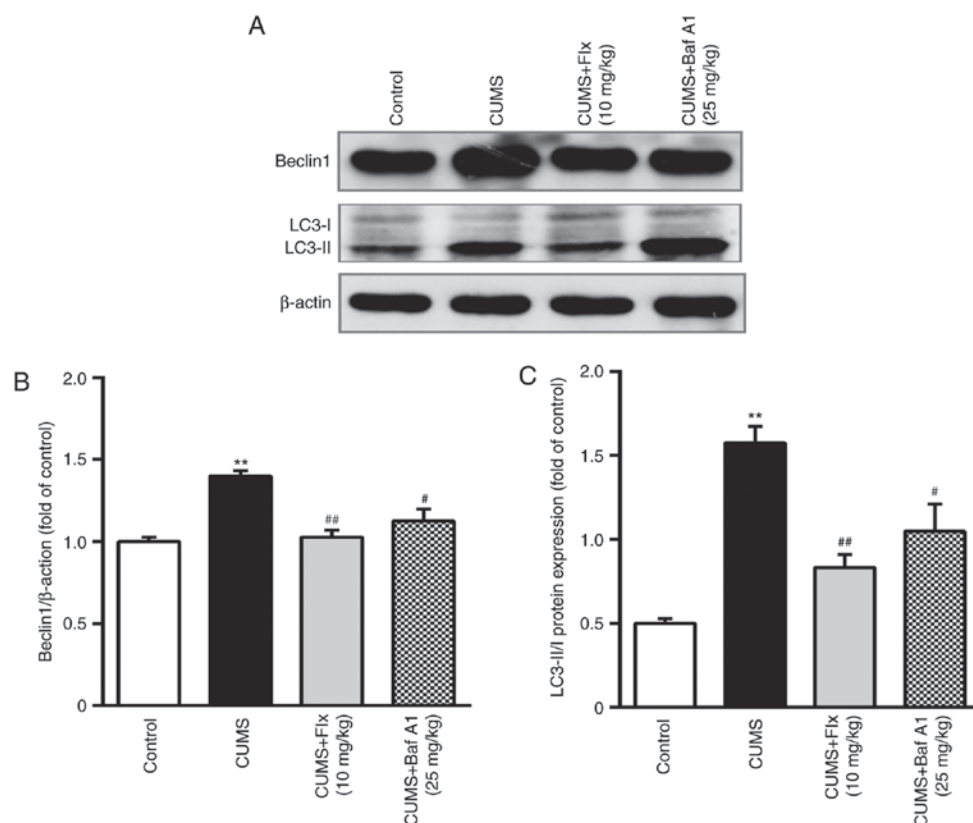 A
Control
CUMS
CUMS+Flx
(10 mg/kg)
CUMS+Baf A1
(25 mg/kg)
Beclin1
LC3-I
LC3-II
β-actin
B
Beclin1/β-action (fold of control)
2.0
1.5
1.0
0.5
0
**
##
#
Control
CUMS
CUMS+Flx
(10 mg/kg)
CUMS+Baf A1
(25 mg/kg)
C
LC3-II/I protein expression (fold of control)
2.0
1.5
1.0
0.5
0
**
##
#
Control
CUMS
CUMS+Flx
(10 mg/kg)
CUMS+Baf A1
(25 mg/kg)